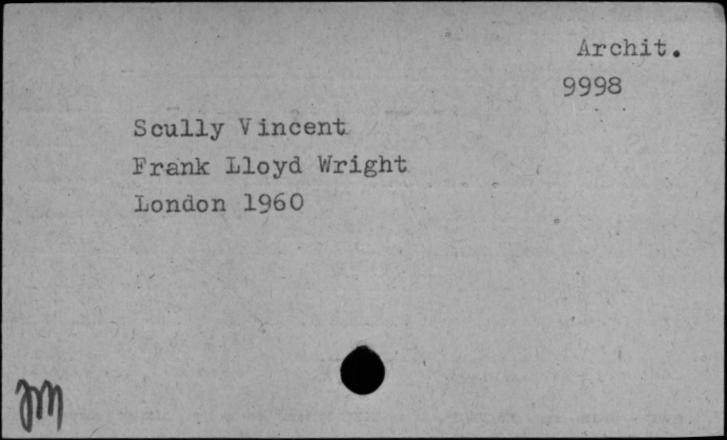 Archit.
9998
Scully Vincent
Frank Lloyd Wright
London 1960